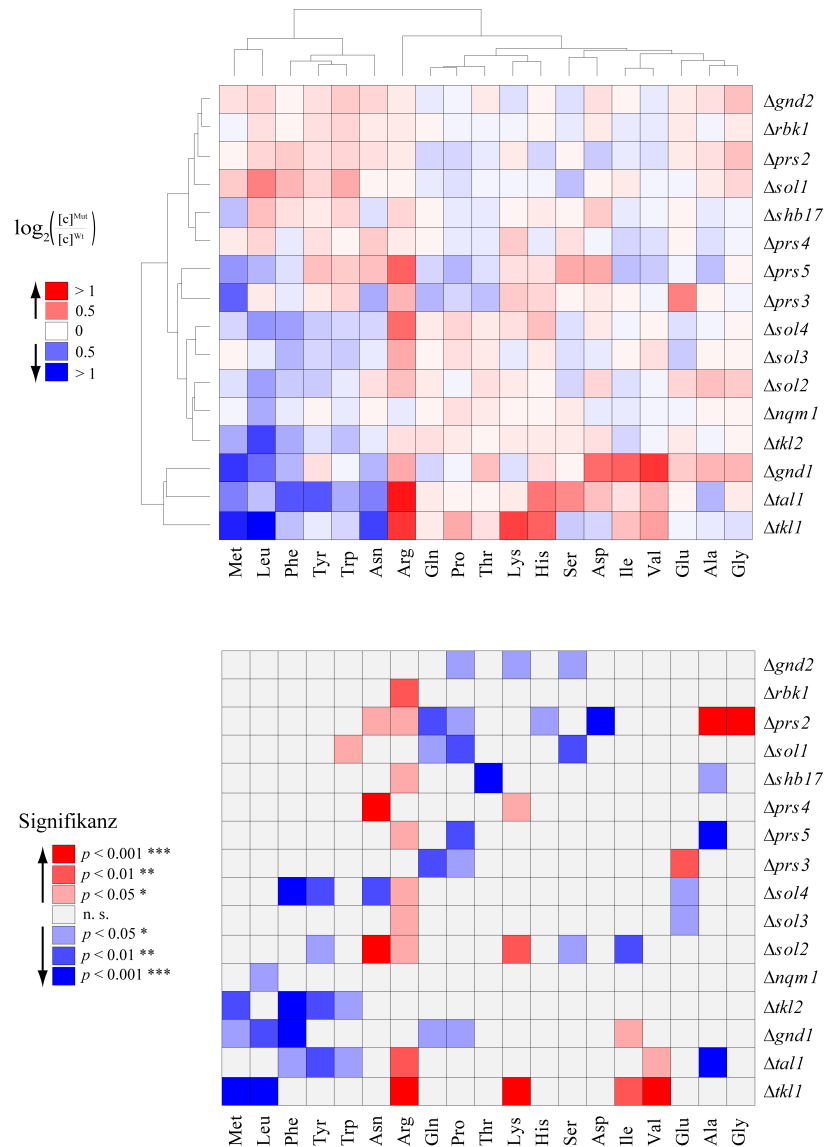 Δgnd2
Δrbk1
Δprs2
Δsol1
Δshb17
Δprs4
Δprs5
Δprs3
Δsol4
Δsol3
Δsol2
Δnqm1
Δtkl2
Δgnd1
Δtal1
Δtkl1
log₂([c]ᴹᵘᵗ/[c]ᵂᵗ)
> 1
0.5
0
0.5
> 1
Met Leu Phe Tyr Trp Asn Arg Gln Pro Thr Lys His Ser Asp Ile Val Glu Ala Gly
Δgnd2
Δrbk1
Δprs2
Δsol1
Δshb17
Δprs4
Δprs5
Δprs3
Δsol4
Δsol3
Δsol2
Δnqm1
Δtkl2
Δgnd1
Δtal1
Δtkl1
Signifikanz
p < 0.001 ***
p < 0.01 **
p < 0.05 *
n. s.
p < 0.05 *
p < 0.01 **
p < 0.001 ***
Met Leu Phe Tyr Trp Asn Arg Gln Pro Thr Lys His Ser Asp Ile Val Glu Ala Gly